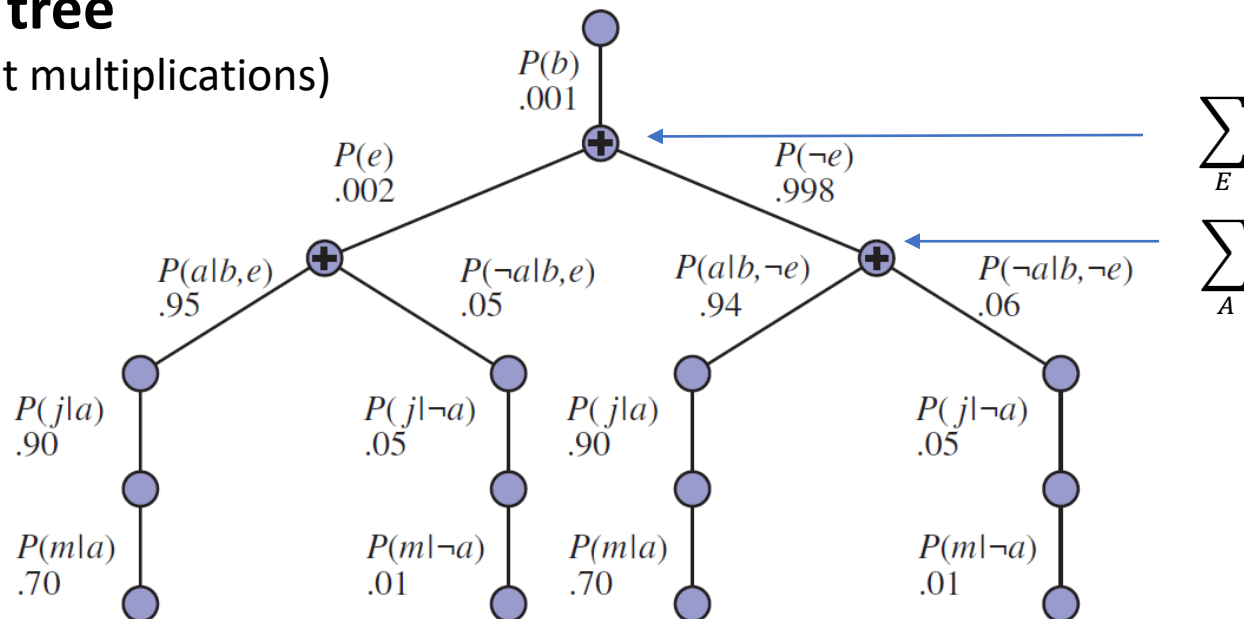 tree
t multiplications)
P(b)
.001
P(e)
.002
P(¬e)
.998
∑
E
P(a|b,e)
.95
P(¬a|b,e)
.05
P(a|b,¬e)
.94
P(¬a|b,¬e)
.06
∑
A
P(j|a)
.90
P(j|¬a)
.05
P(j|a)
.90
P(j|¬a)
.05
P(m|a)
.70
P(m|¬a)
.01
P(m|a)
.70
P(m|¬a)
.01